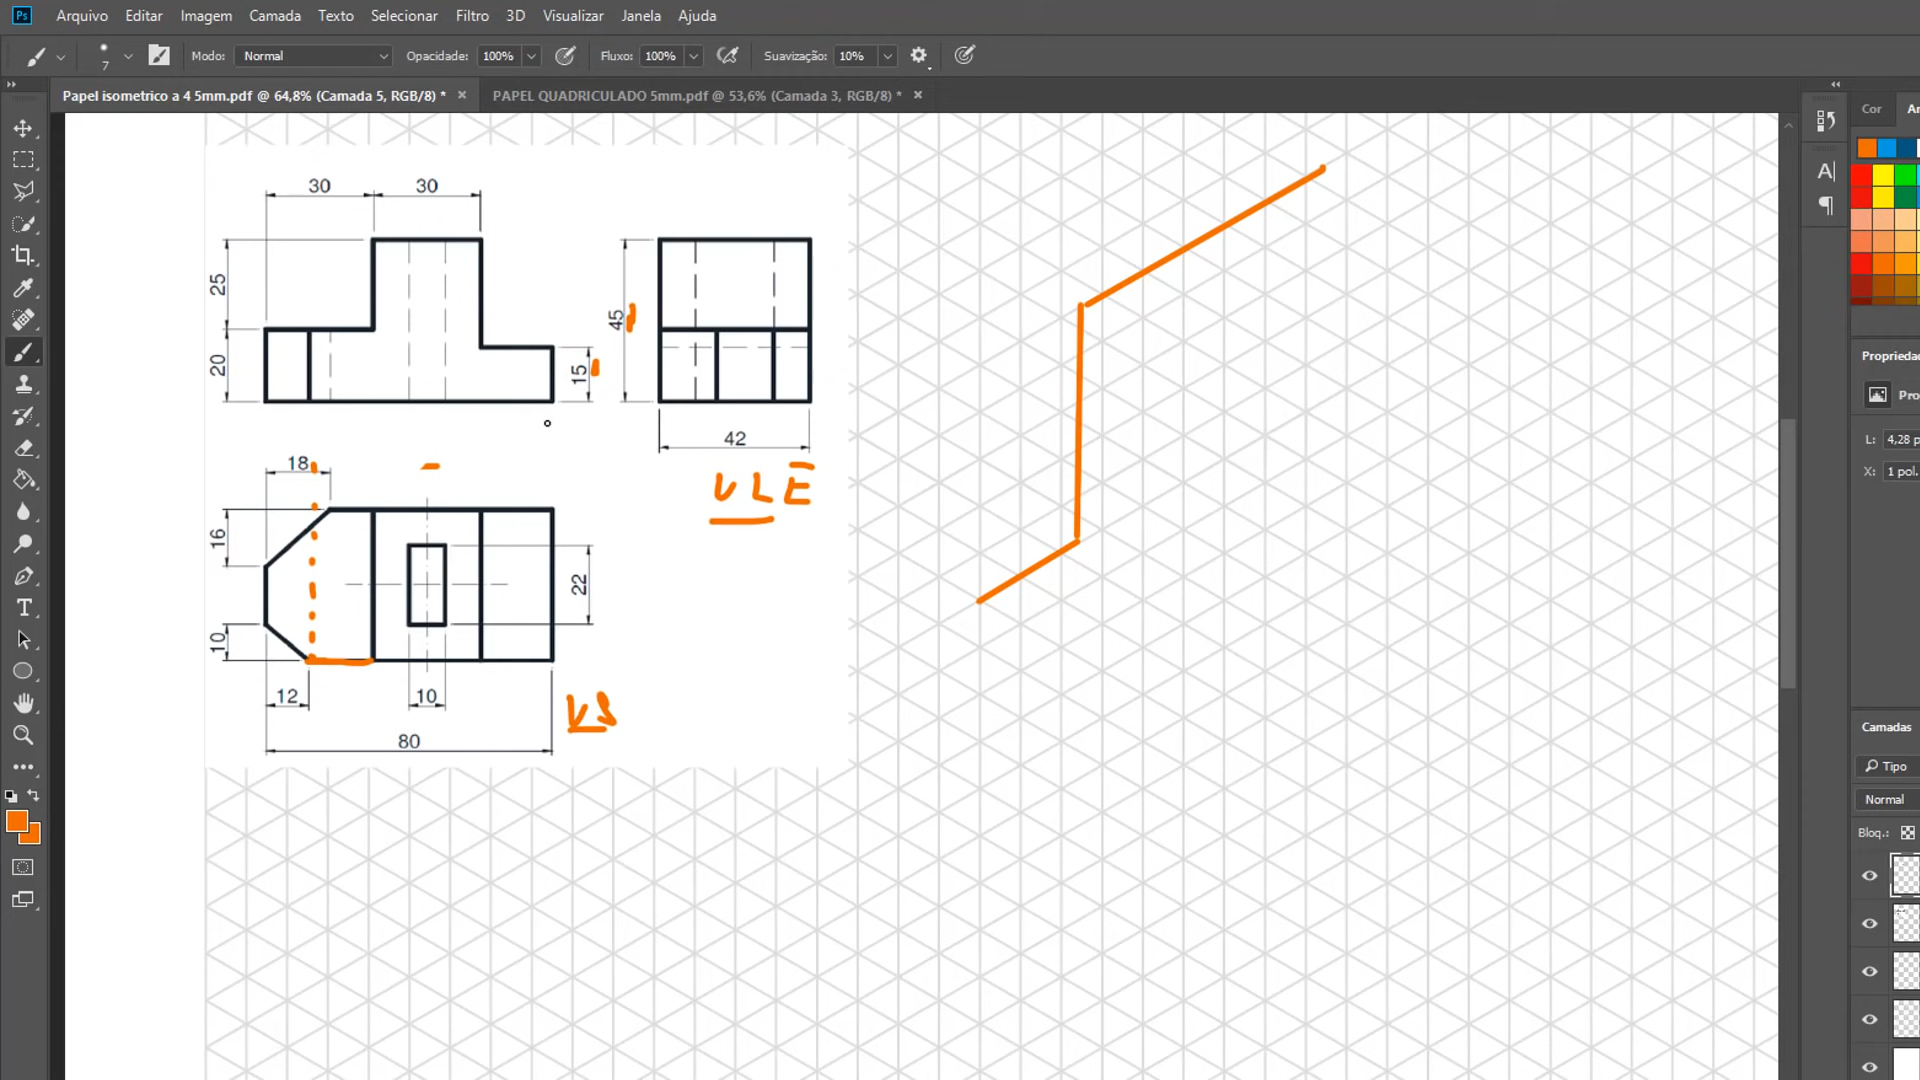 Ps Arquivo Editar Imagem Camada Texto Selecionar Filtro 3D Visualizar Janela Ajuda
7 Modo: Normal Opacidade: 100% Fluxo: 100% Suavização: 10%
Papel isometrico a 4 5mm.pdf @ 64,8% (Camada 5, RGB/8) * × PAPEL QUADRICULADO 5mm.pdf @ 53,6% (Camada 3, RGB/8) * ×
Cor
A
30 30
25
20
45
15
42
18
VLE
16
22
10
12 10
VS
80
Propriedad
L: 4,28 p
X: 1 pol.
Camadas
Tipo
Normal
Bloq.:
T